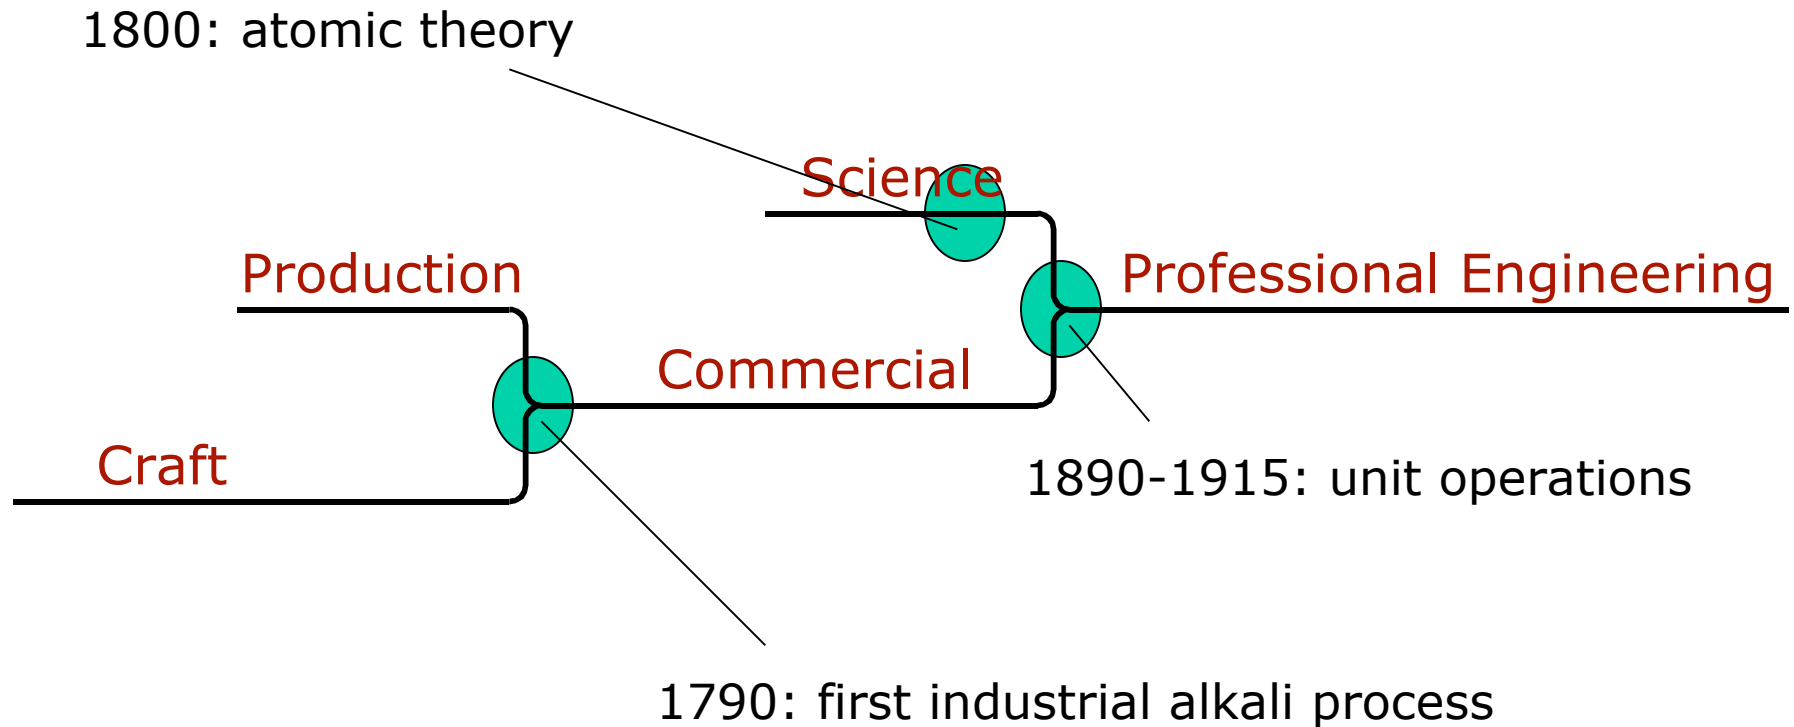 1800: atomic theory
Science
Production
Professional Engineering
Commercial
Craft
1890-1915: unit operations
1790: first industrial alkali process